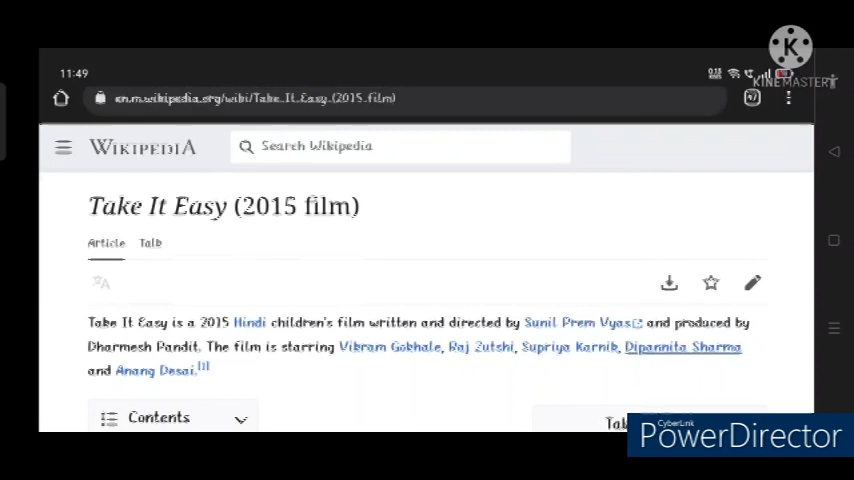 11:49
KINEMASTER
en.m.wikipedia.org/wiki/Take_It_Easy_(2015_film)
WIKIPEDIA
Search Wikipedia
Take It Easy (2015 film)
Article Talk
Take It Easy is a 2015 Hindi children's film written and directed by Sunil Prem Vyas and produced by
Dharmesh Pandit. The film is starring Vikram Gokhale, Raj Zutshi, Supriya Karnik, Dipannita Sharma
and Anang Desai.[1]
Contents
CyberLink
PowerDirector